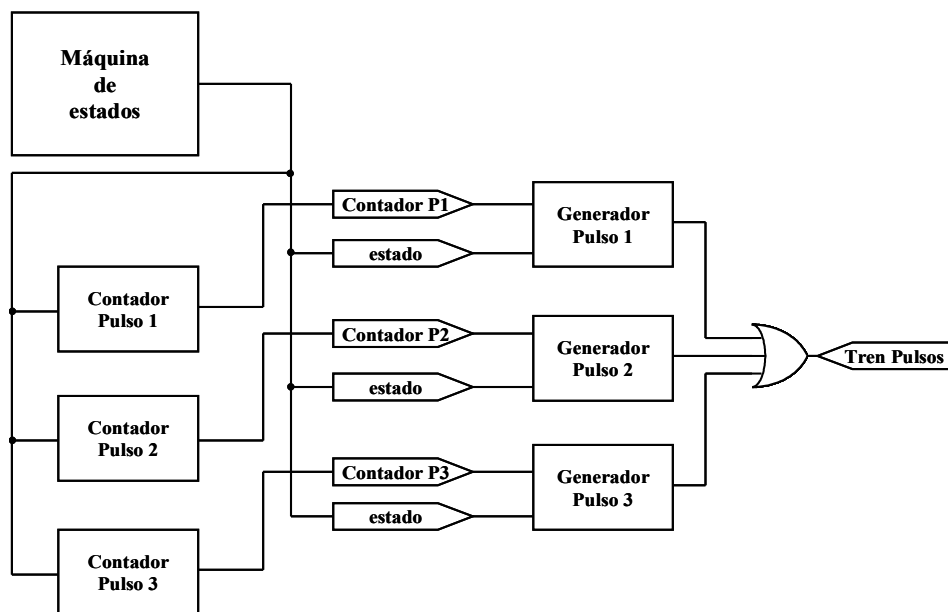 Máquina
de
estados
Contador P1
Generador
Pulso 1
estado
Contador
Pulso 1
Contador P2
Generador
Pulso 2
Tren Pulsos
estado
Contador
Pulso 2
Contador P3
Generador
Pulso 3
estado
Contador
Pulso 3